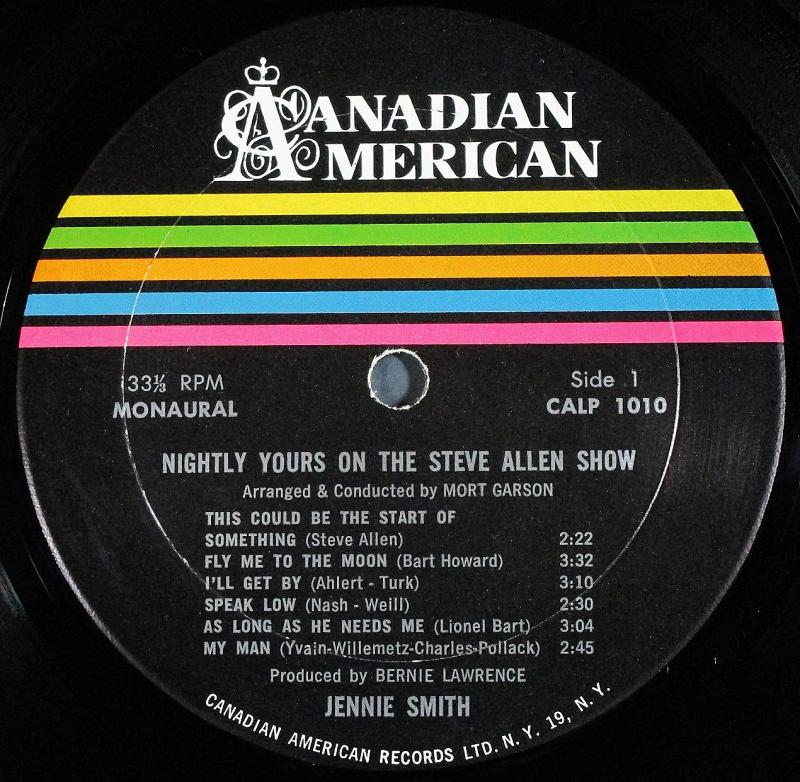 CANADIAN
AMERICAN
33⅓ RPM
MONAURAL
Side 1
CALP 1010
NIGHTLY YOURS ON THE STEVE ALLEN SHOW
Arranged & Conducted by MORT GARSON
THIS COULD BE THE START OF
SOMETHING (Steve Allen) 2:22
FLY ME TO THE MOON (Bart Howard) 3:32
I'LL GET BY (Ahlert - Turk) 3:10
SPEAK LOW (Nash - Weill) 2:30
AS LONG AS HE NEEDS ME (Lionel Bart) 3:04
MY MAN (Yvain-Willemetz-Charles-Pollack) 2:45
Produced by BERNIE LAWRENCE
JENNIE SMITH
CANADIAN AMERICAN RECORDS LTD. N. Y. 19, N. Y.